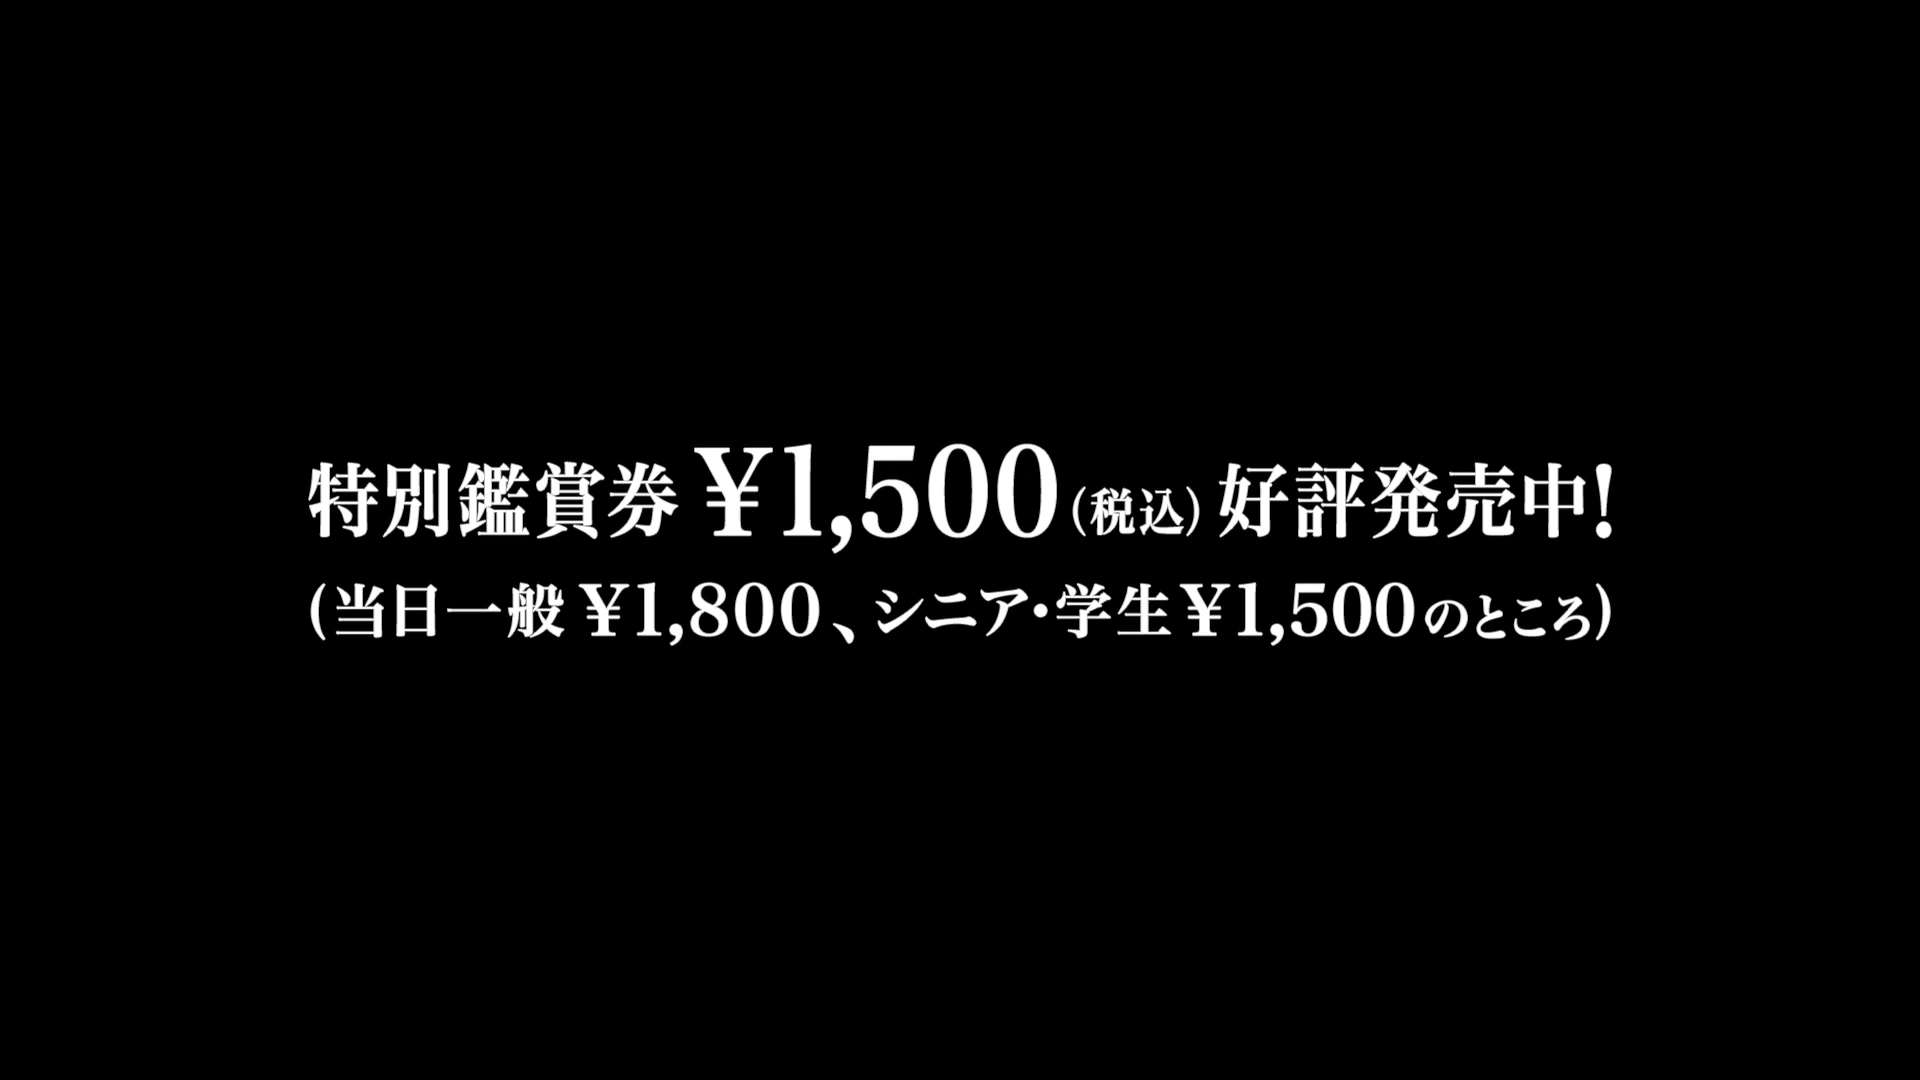 特別鑑賞券 ¥1,500（税込）好評発売中！
（当日一般 ¥1,800、シニア・学生¥1,500のところ）